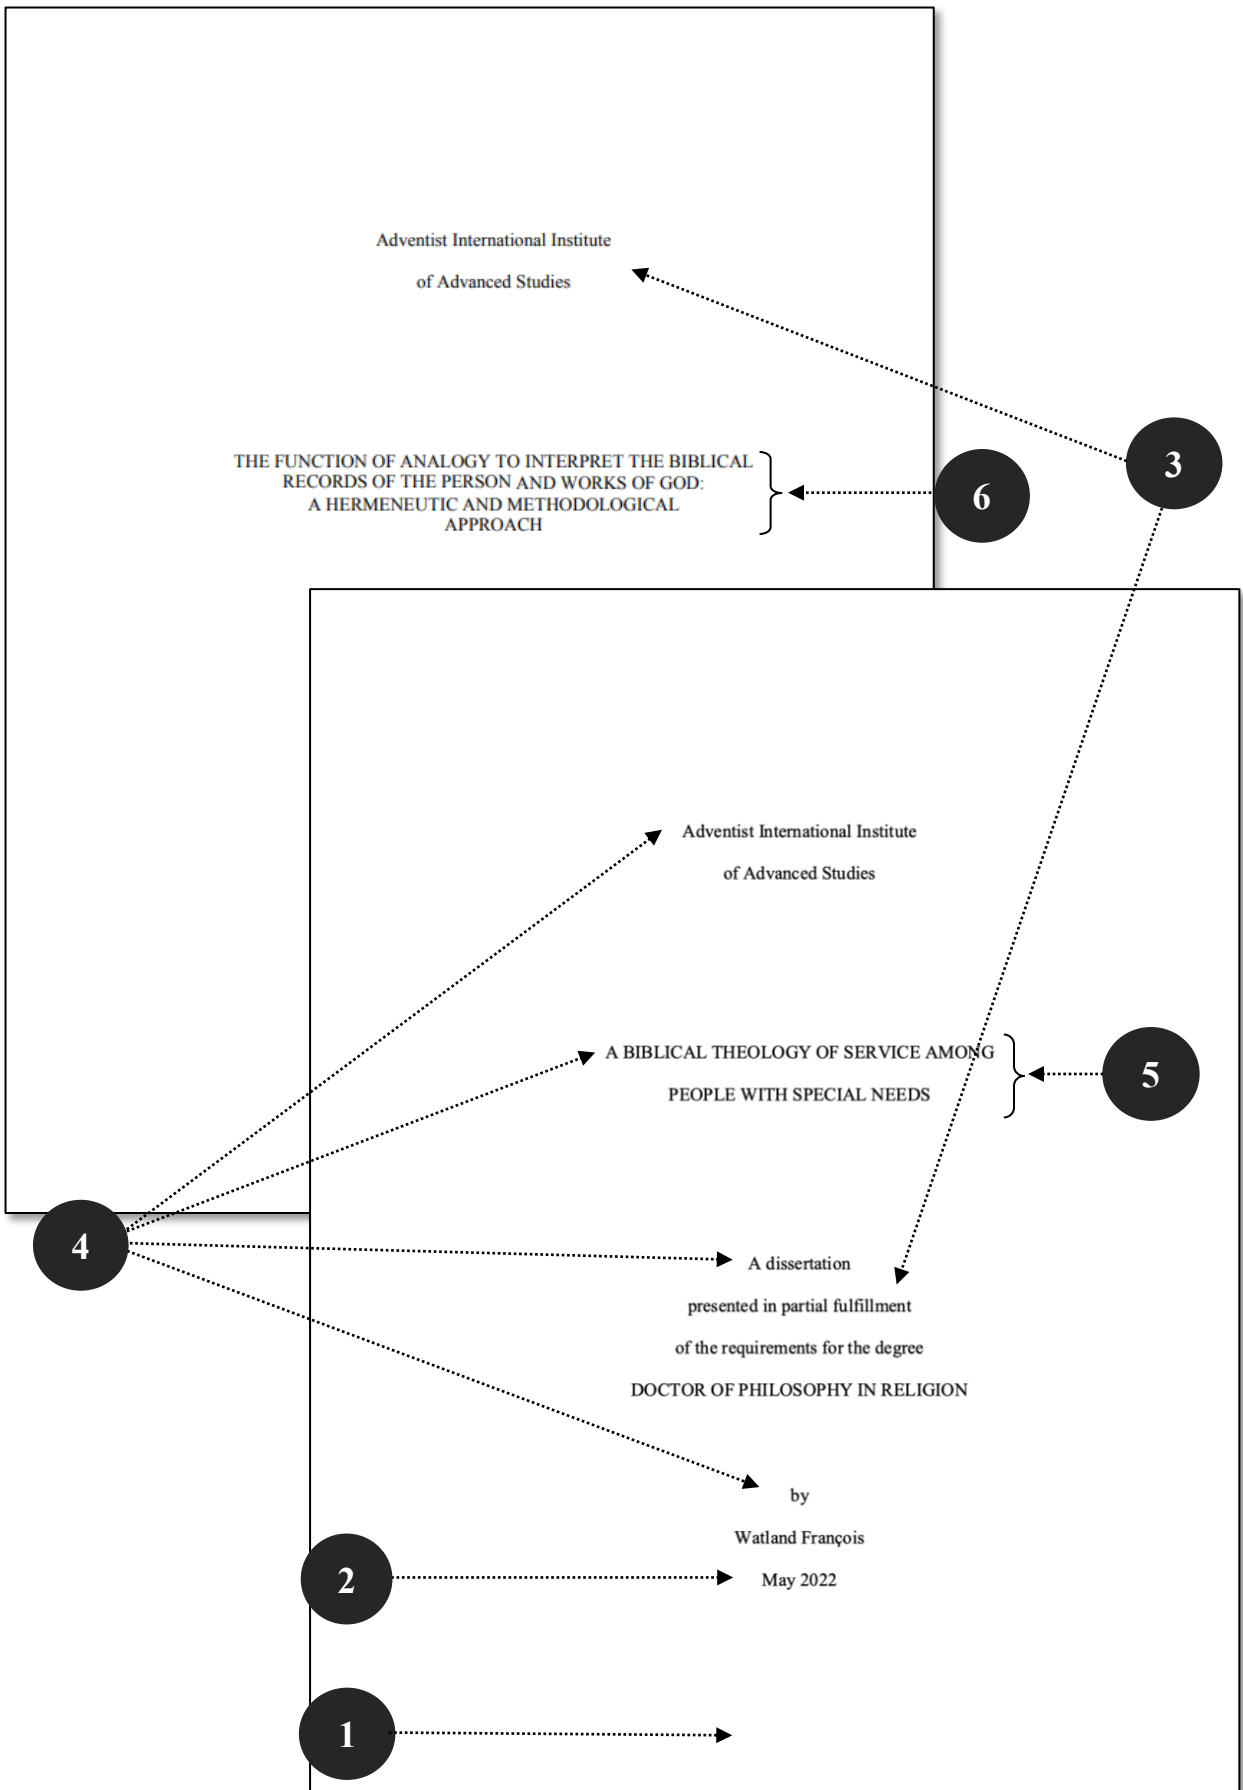 Adventist International Institute
of Advanced Studies
3
THE FUNCTION OF ANALOGY TO INTERPRET THE BIBLICAL
RECORDS OF THE PERSON AND WORKS OF GOD:
A HERMENEUTIC AND METHODOLOGICAL
APPROACH
6
Adventist International Institute
of Advanced Studies
A BIBLICAL THEOLOGY OF SERVICE AMONG
PEOPLE WITH SPECIAL NEEDS
5
4
A dissertation
presented in partial fulfillment
of the requirements for the degree
DOCTOR OF PHILOSOPHY IN RELIGION
by
Watland François
2
May 2022
1